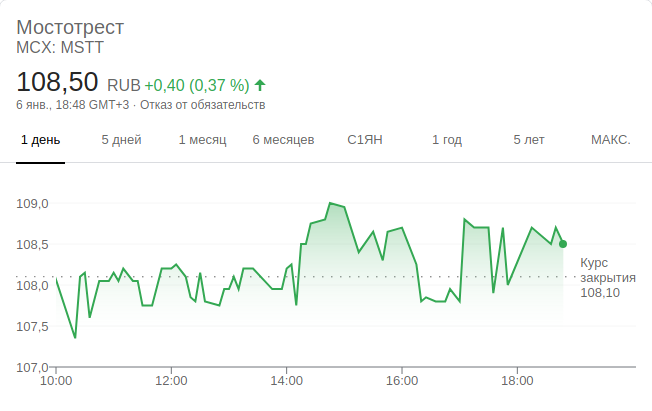 Мостотрест
MCX: MSTT
108,50 RUB +0,40 (0,37 %)
6 янв., 18:48 GMT+3 · Отказ от обязательств
1 день 5 дней 1 месяц 6 месяцев С1ЯН 1 год 5 лет МАКС.
109,0
108,5
108,0
107,5
107,0
Курс
закрытия
108,10
10:00 12:00 14:00 16:00 18:00